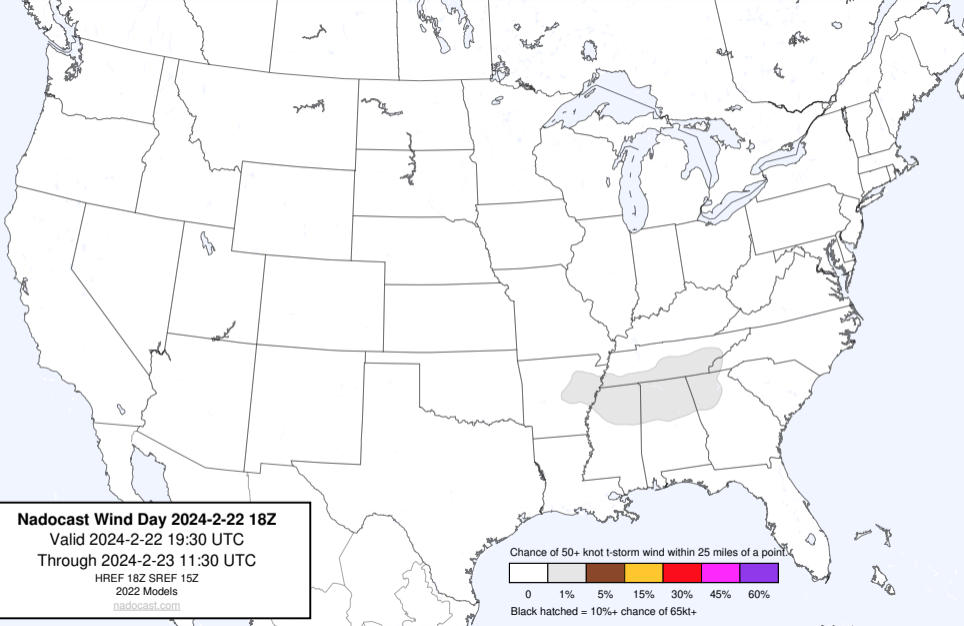 Nadocast Wind Day 2024-2-22 18Z
Valid 2024-2-22 19:30 UTC
Through 2024-2-23 11:30 UTC
HREF 18Z SREF 15Z
2022 Models
nadocast.com
Chance of 50+ knot t-storm wind within 25 miles of a point.
0 1% 5% 15% 30% 45% 60%
Black hatched = 10%+ chance of 65kt+